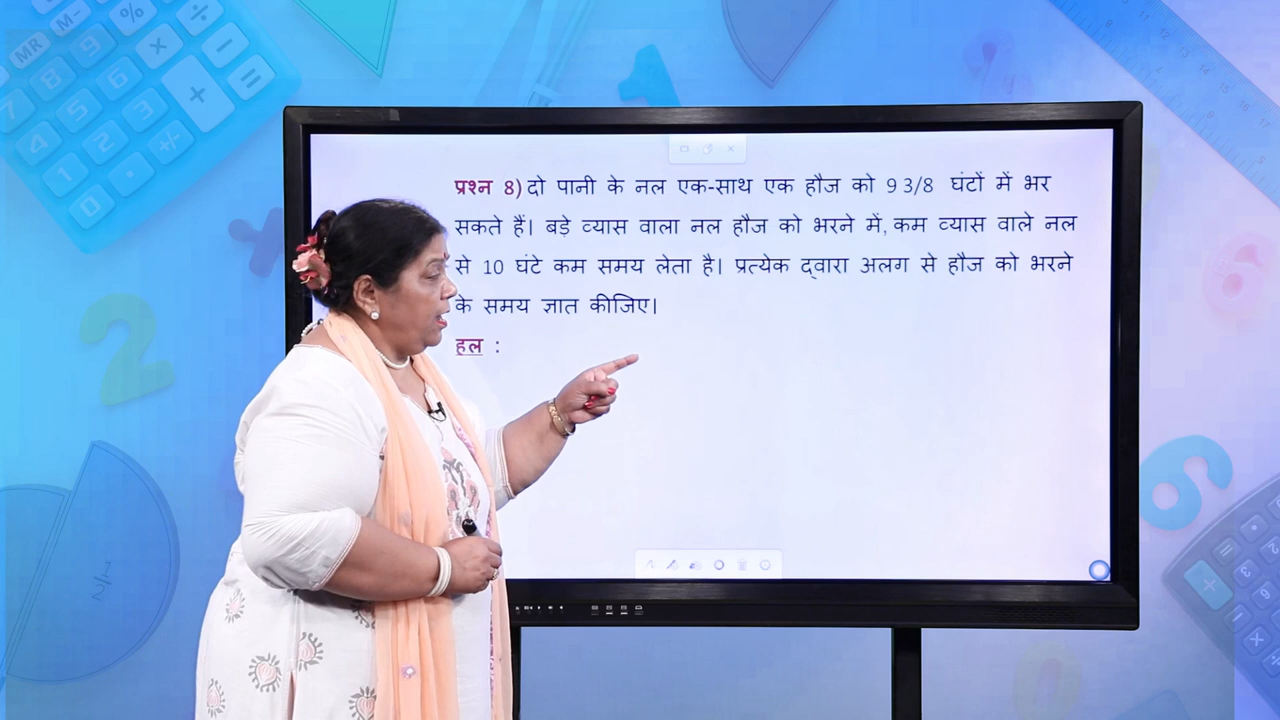 प्रश्न 8) दो पानी के नल एक-साथ एक हौज को 9 3/8 घंटों में भर
सकते हैं। बड़े व्यास वाला नल हौज को भरने में, कम व्यास वाले नल
से 10 घंटे कम समय लेता है। प्रत्येक द्वारा अलग से हौज को भरने
के समय ज्ञात कीजिए।
हल :